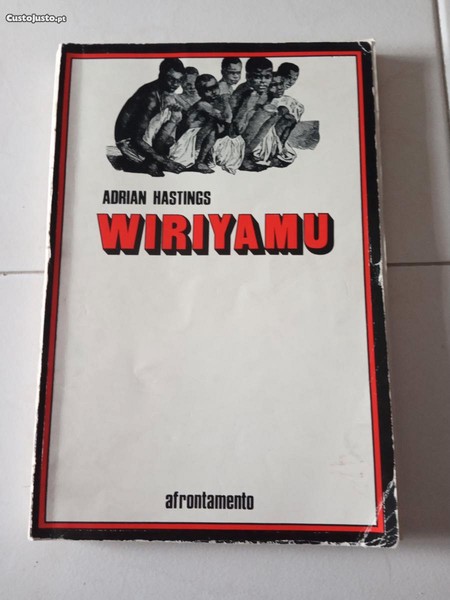 CustoJusto.pt
ADRIAN HASTINGS
WIRIYAMU
afrontamento